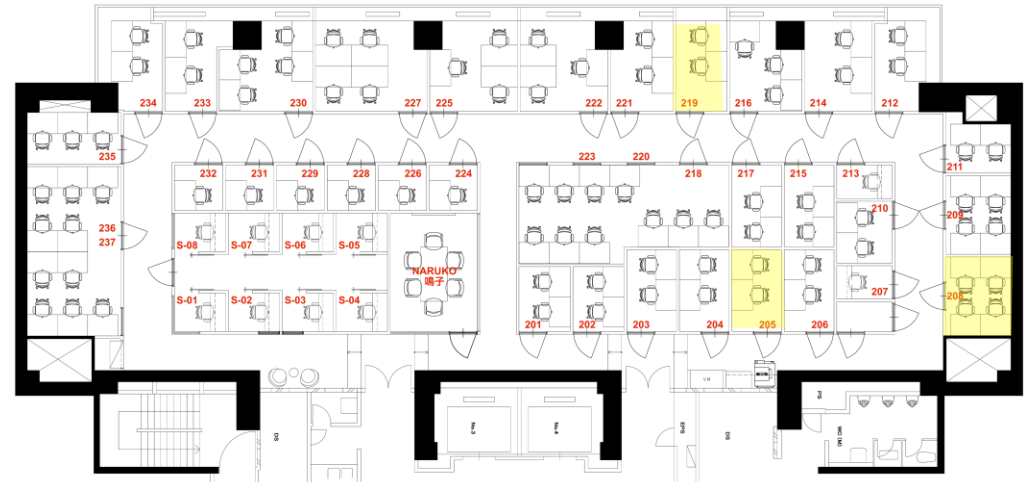 234
233
230
227
225
222
221
219
216
214
212
235
232
231
229
228
226
224
223
220
218
217
215
213
211
236
237
210
209
S-08
S-07
S-06
S-05
NARUKO
鳴子
S-01
S-02
S-03
S-04
207
208
201
202
203
204
205
206
VM
PS
WC (M)
DS
No.3
No.4
EPS
DS